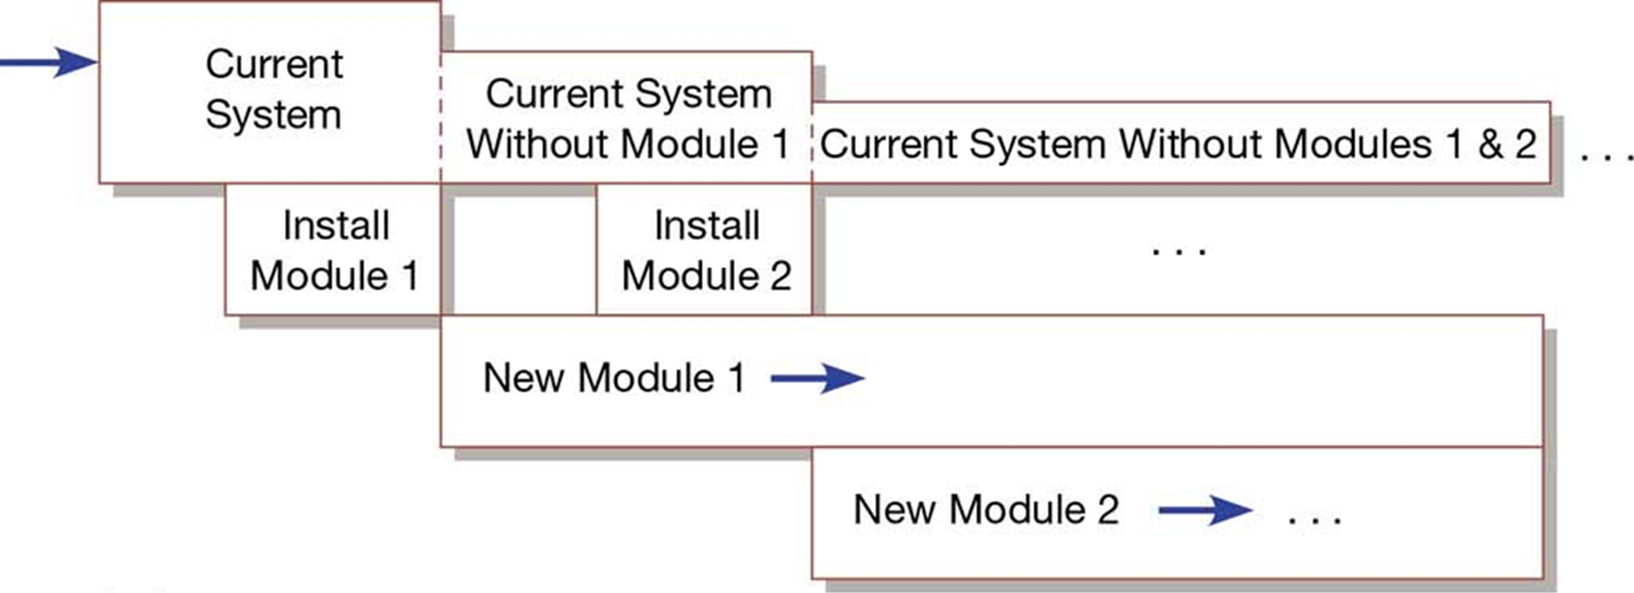 Current
System
Current System
Without Module 1
Current System Without Modules 1 & 2
. . .
Install
Module 1
Install
Module 2
. . .
New Module 1
New Module 2
. . .